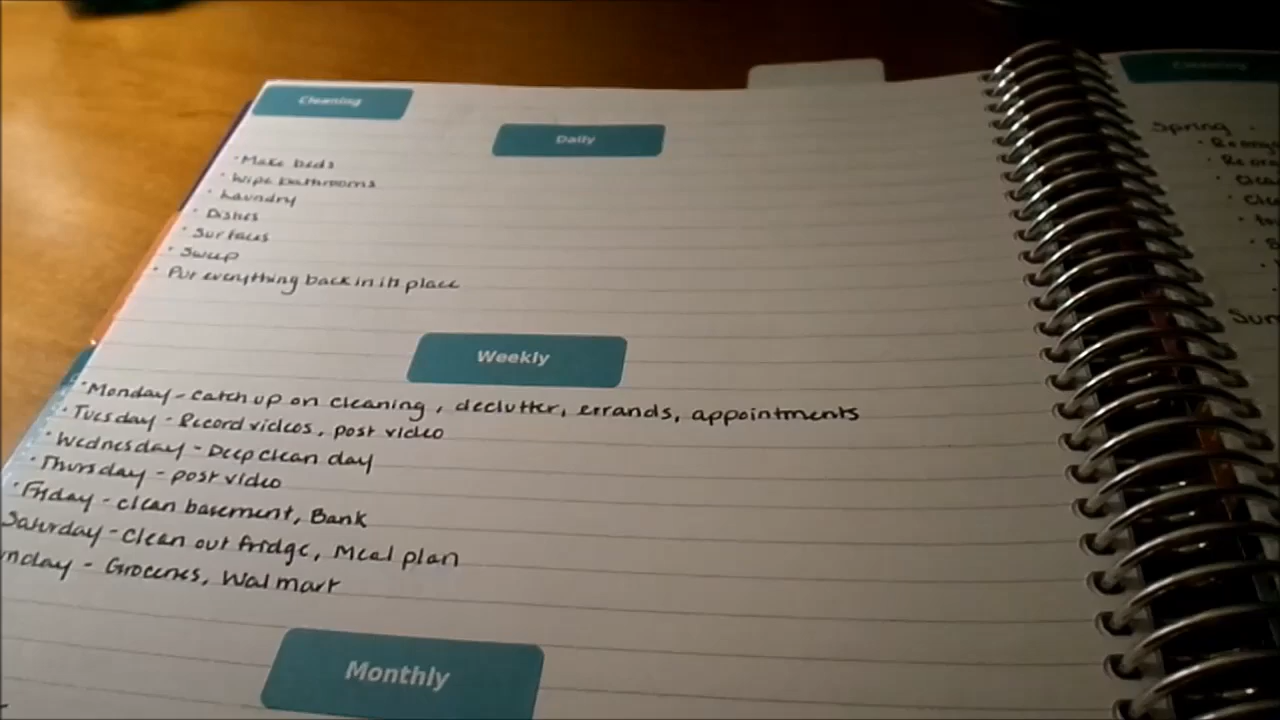 Cleaning
Daily
· Make beds
· Wipe bathrooms
· Laundry
· Dishes
· Surfaces
· Sweep
· Put everything back in its place
Weekly
· Monday - Catch up on cleaning, declutter, errands, appointments
· Tuesday - Record videos, post video
· Wednesday - Deep clean day
· Thursday - post video
· Friday - clean basement, Bank
Saturday - Clean out fridge, Meal plan
nday - Groceries, Walmart
Monthly
Cleaning
Spring